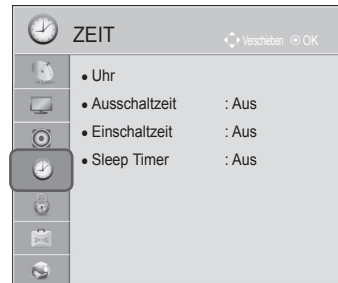 ZEIT
Verschieben OK
• Uhr
• Ausschaltzeit : Aus
• Einschaltzeit : Aus
• Sleep Timer : Aus